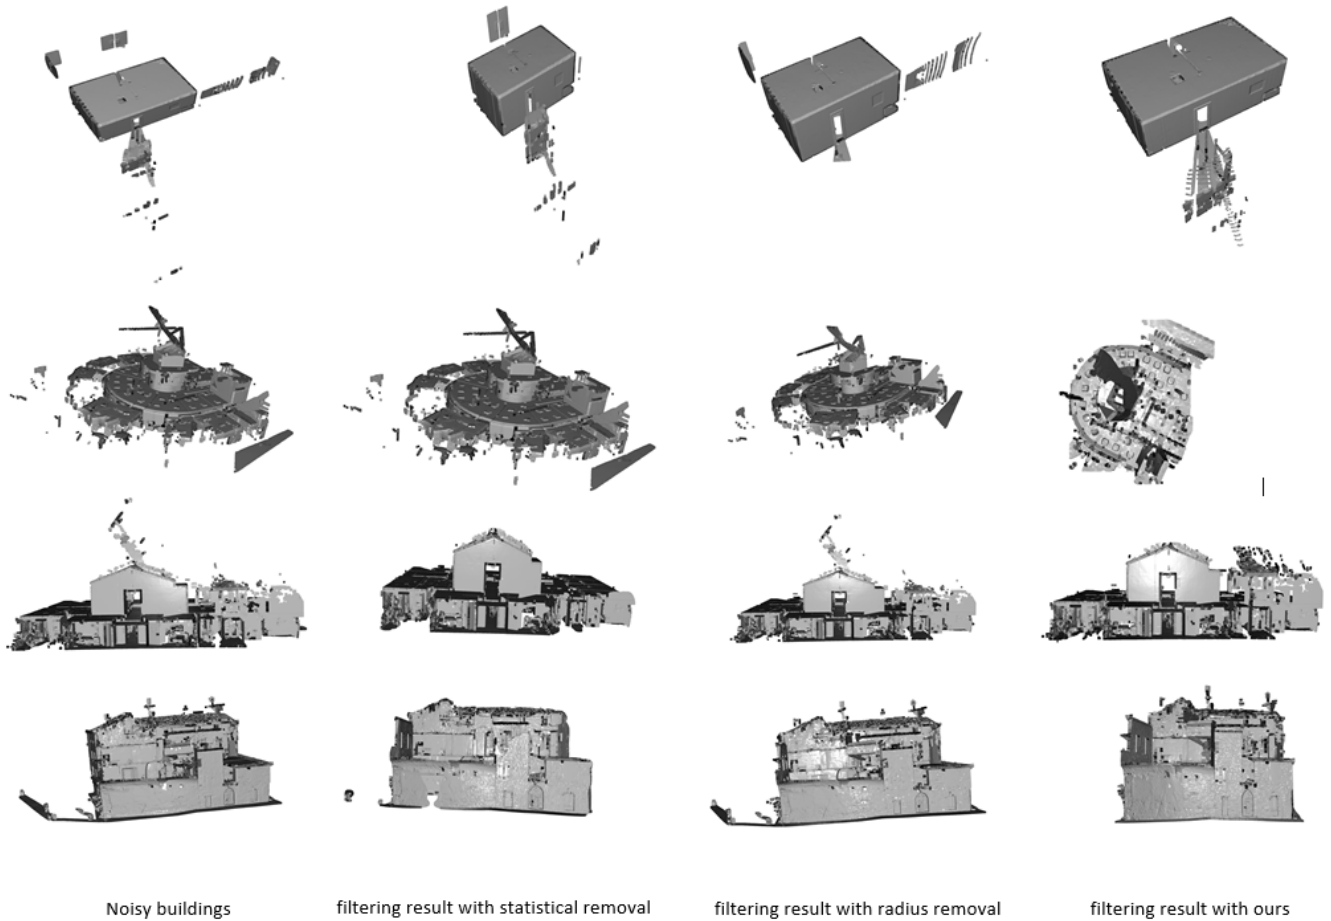 Noisy buildings
filtering result with statistical removal
filtering result with radius removal
filtering result with ours